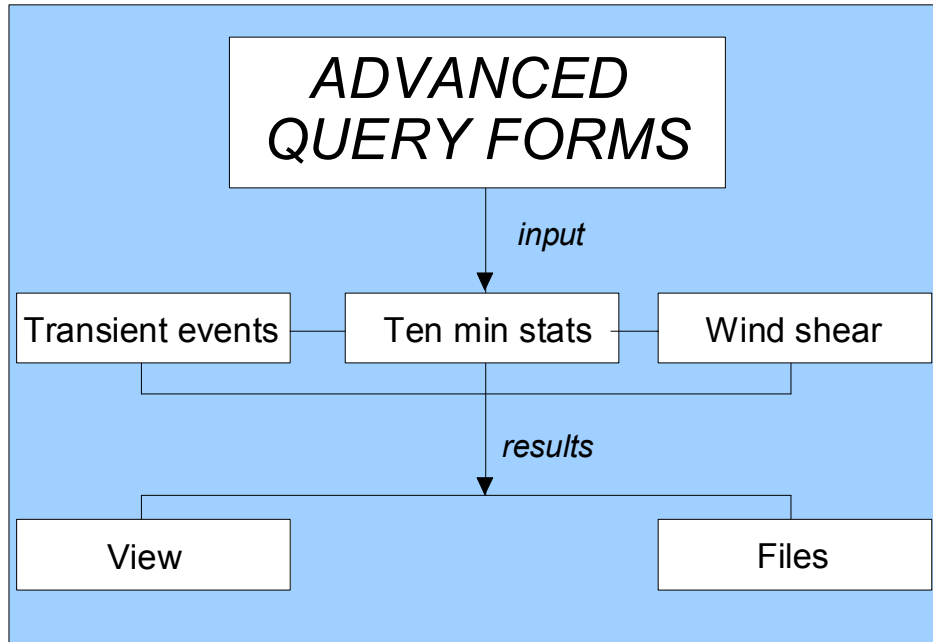 ADVANCED
QUERY FORMS
input
Transient events
Ten min stats
Wind shear
results
View
Files